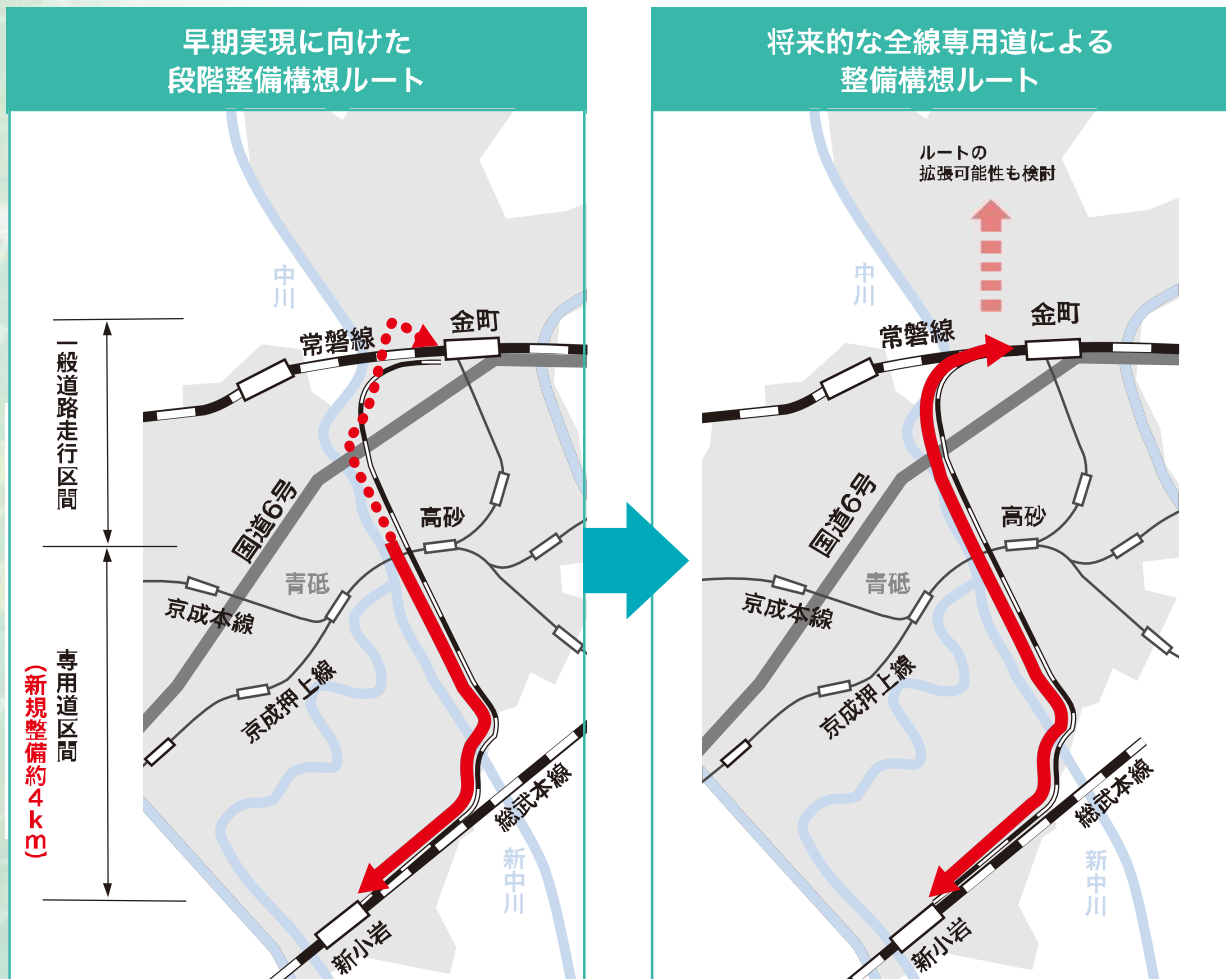 早期実現に向けた
段階整備構想ルート
中川
常磐線
金町
一般道路走行区間
国道6号
高砂
青砥
京成本線
専用道区間
(新規整備約4km)
京成押上線
総武本線
新中川
新小岩
将来的な全線専用道による
整備構想ルート
ルートの
拡張可能性も検討
中川
金町
常磐線
国道6号
高砂
青砥
京成本線
京成押上線
総武本線
新中川
新小岩